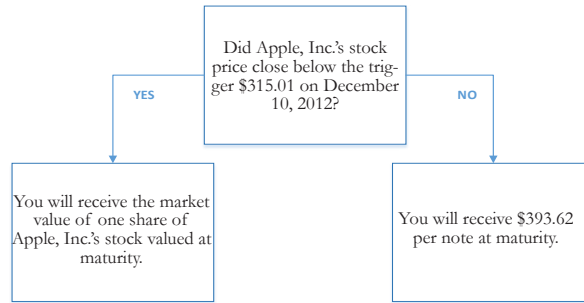 Did Apple, Inc.'s stock
price close below the trig-
ger $315.01 on December
10, 2012?
YES
NO
You will receive the market
value of one share of
Apple, Inc.'s stock valued at
maturity.
You will receive $393.62
per note at maturity.